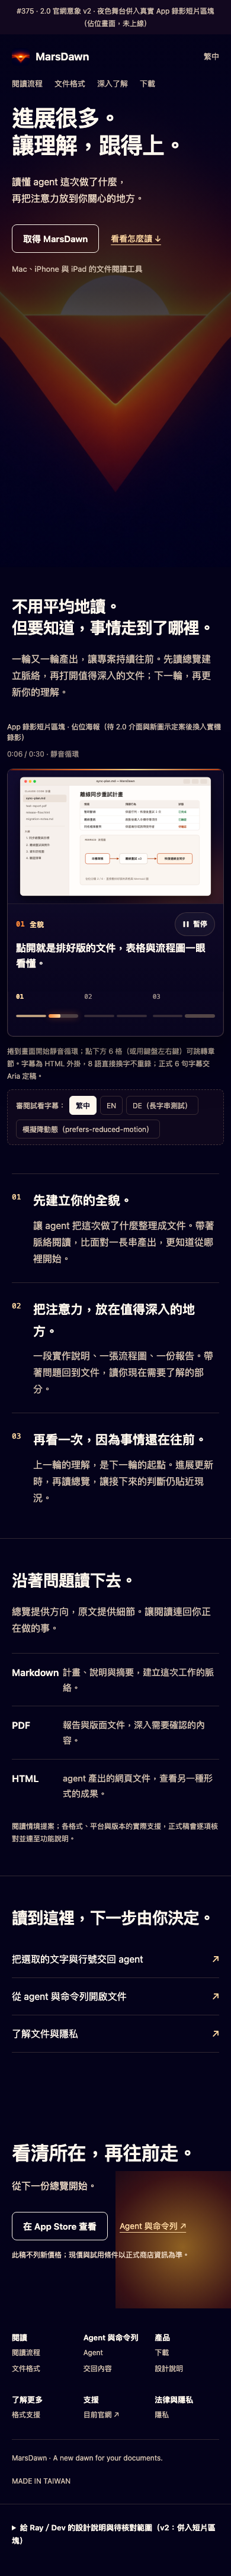 #375 · 2.0 官網意象 v2 · 夜色舞台併入真實 App 錄影短片區塊
（佔位畫面，未上線）
MarsDawn
繁中
閱讀流程 文件格式 深入了解 下載
進展很多。
讓理解，跟得上。
讀懂 agent 這次做了什麼，
再把注意力放到你關心的地方。
取得 MarsDawn
看看怎麼讀 ↓
Mac、iPhone 與 iPad 的文件閱讀工具
不用平均地讀。
但要知道，事情走到了哪裡。
一輪又一輪產出，讓專案持續往前。先讀總覽建
立脈絡，再打開值得深入的文件；下一輪，再更
新你的理解。
App 錄影短片區塊 · 佔位海報（待 2.0 介面與新圖示定案後換入實機
錄影）
0:06 / 0:30 · 靜音循環
離線同步重試計畫
01 全貌
暫停
點開就是排好版的文件，表格與流程圖一眼
看懂。
01
02
03
捲到畫面開始靜音循環；點下方 6 格（或用鍵盤左右鍵）可跳轉章
節。字幕為 HTML 外掛，8 語直接換字不重錄；正式 6 句字幕交
Aria 定稿。
審閱試看字幕：
繁中
EN
DE（長字串測試）
模擬降動態（prefers-reduced-motion）
01
先建立你的全貌。
讓 agent 把這次做了什麼整理成文件。帶著
脈絡閱讀，比面對一長串產出，更知道從哪
裡開始。
02
把注意力，放在值得深入的地
方。
一段實作說明、一張流程圖、一份報告。帶
著問題回到文件，讀你現在需要了解的部
分。
03
再看一次，因為事情還在往前。
上一輪的理解，是下一輪的起點。進展更新
時，再讀總覽，讓接下來的判斷仍貼近現
況。
沿著問題讀下去。
總覽提供方向，原文提供細節。讓閱讀連回你正
在做的事。
Markdown
計畫、說明與摘要，建立這次工作的脈
絡。
PDF
報告與版面文件，深入需要確認的內
容。
HTML
agent 產出的網頁文件，查看另一種形
式的成果。
閱讀情境提案；各格式、平台與版本的實際支援，正式稿會逐項核
對並連至功能說明。
讀到這裡，下一步由你決定。
把選取的文字與行號交回 agent ↗
從 agent 與命令列開啟文件 ↗
了解文件與隱私 ↗
看清所在，再往前走。
從下一份總覽開始。
在 App Store 查看
Agent 與命令列 ↗
此稿不列新價格；現價與試用條件以正式商店資訊為準。
閱讀
閱讀流程
文件格式
Agent 與命令列
Agent
交回內容
產品
下載
設計說明
了解更多
格式支援
支援
目前官網 ↗
法律與隱私
隱私
MarsDawn · A new dawn for your documents.
MADE IN TAIWAN
▶ 給 Ray / Dev 的設計說明與待核對範圍（v2：併入短片區
塊）